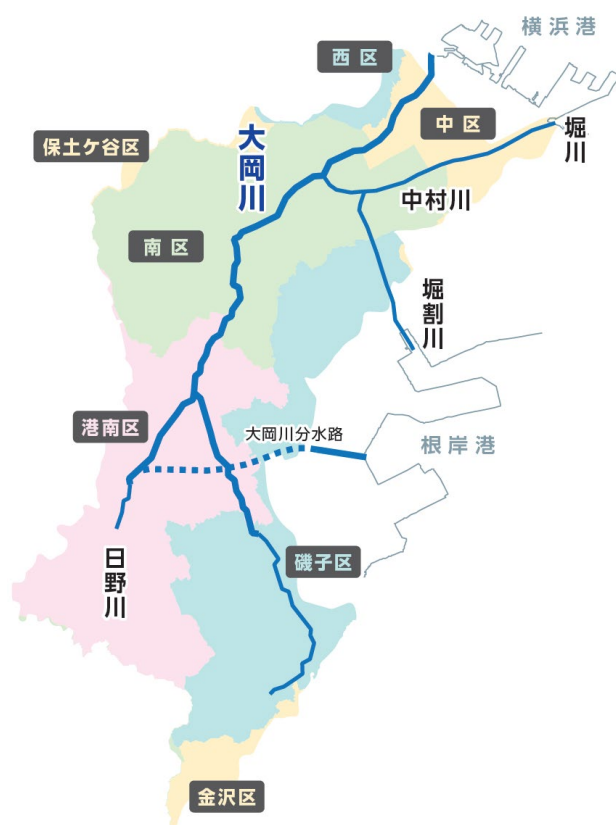 横浜港
西区
中区
堀川
保土ケ谷区
大岡川
中村川
南区
堀割川
港南区
大岡川分水路
根岸港
日野川
磯子区
金沢区